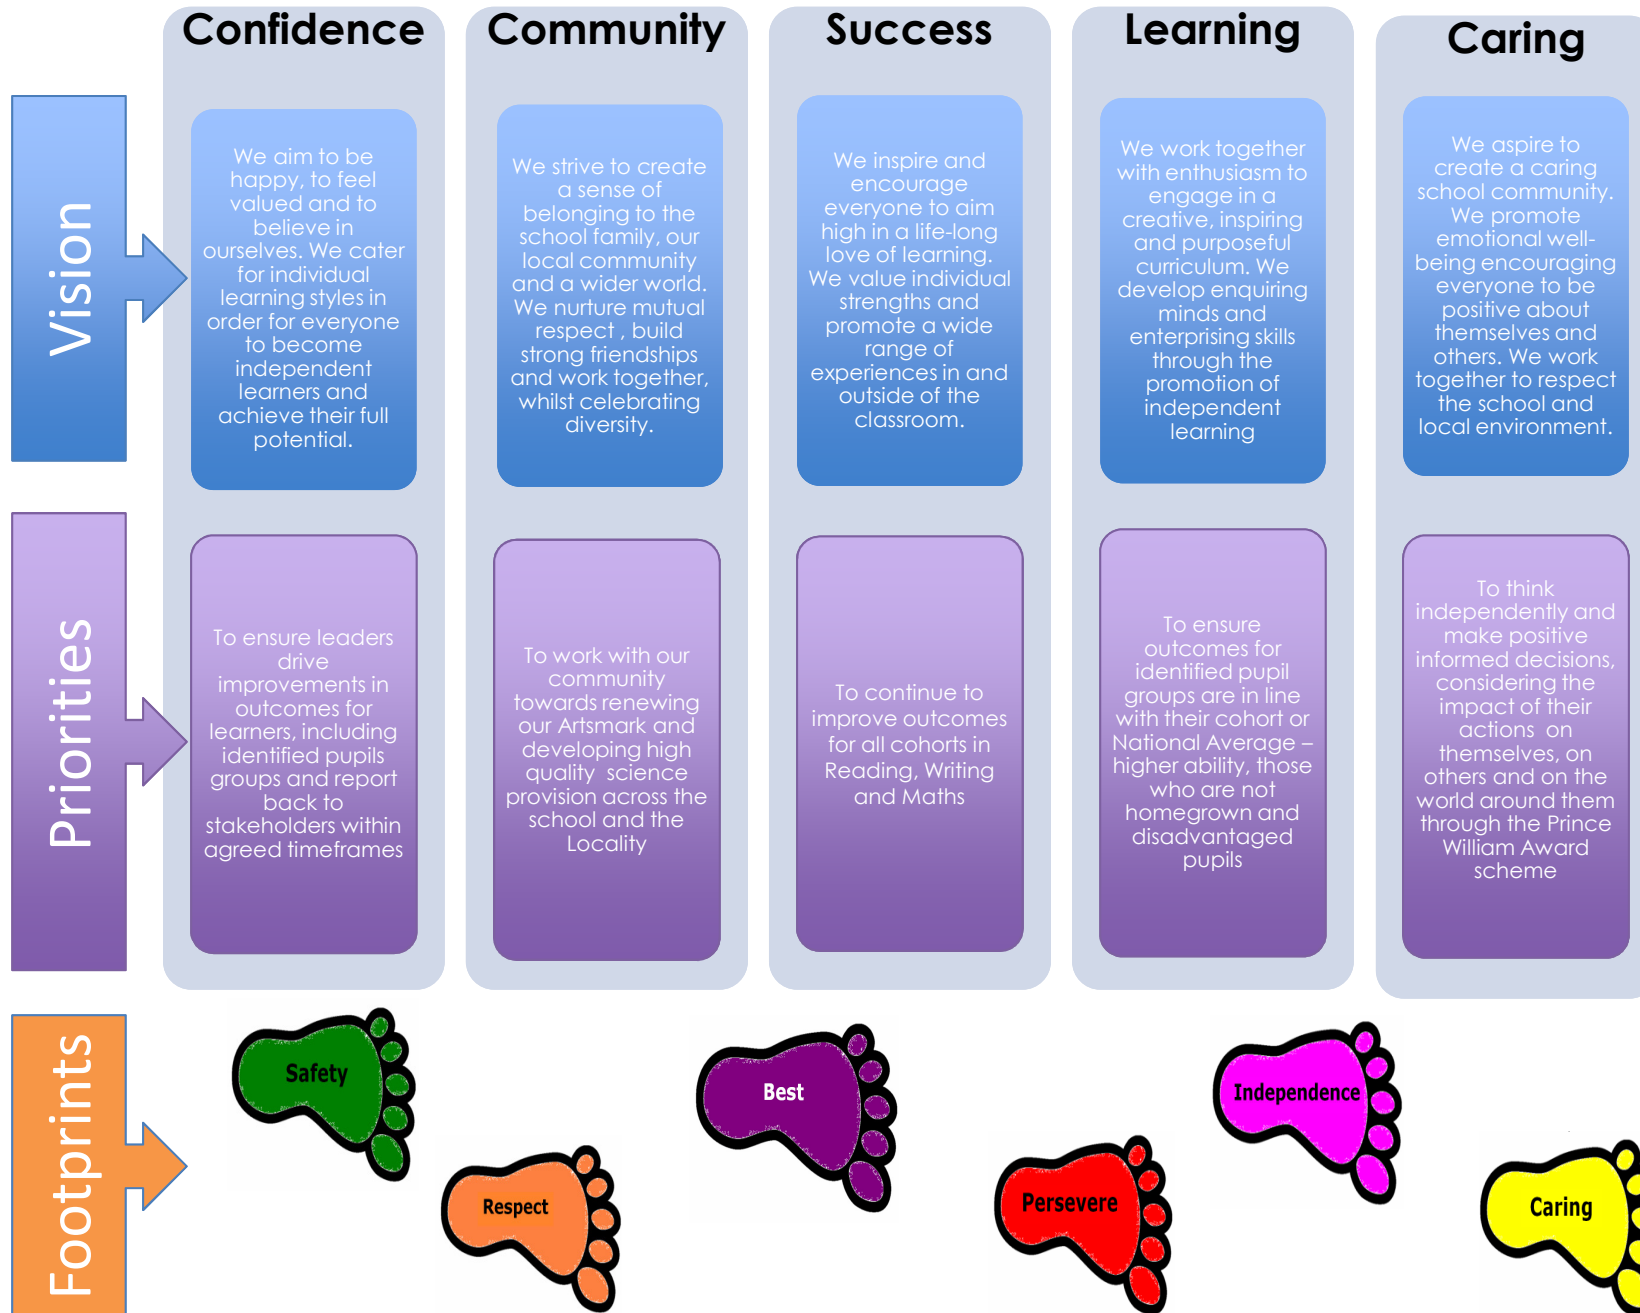 Confidence
Community
Success
Learning
Caring
Vision
We aim to be
happy, to feel
valued and to
believe in
ourselves. We cater
for individual
learning styles in
order for everyone
to become
independent
learners and
achieve their full
potential.
We strive to create
a sense of
belonging to the
school family, our
local community
and a wider world.
We nurture mutual
respect , build
strong friendships
and work together,
whilst celebrating
diversity.
We inspire and
encourage
everyone to aim
high in a life-long
love of learning.
We value individual
strengths and
promote a wide
range of
experiences in and
outside of the
classroom.
We work together
with enthusiasm to
engage in a
creative, inspiring
and purposeful
curriculum. We
develop enquiring
minds and
enterprising skills
through the
promotion of
independent
learning
We aspire to
create a caring
school community.
We promote
emotional well-
being encouraging
everyone to be
positive about
themselves and
others. We work
together to respect
the school and
local environment.
Priorities
To ensure leaders
drive
improvements in
outcomes for
learners, including
identified pupils
groups and report
back to
stakeholders within
agreed timeframes
To work with our
community
towards renewing
our Artsmark and
developing high
quality  science
provision across the
school and the
Locality
To continue to
improve outcomes
for all cohorts in
Reading, Writing
and Maths
To ensure
outcomes for
identified pupil
groups are in line
with their cohort or
National Average –
higher ability, those
who are not
homegrown and
disadvantaged
pupils
To think
independently and
make positive
informed decisions,
considering the
impact of their
actions  on
themselves, on
others and on the
world around them
through the Prince
William Award
scheme
Footprints
Safety
Respect
Best
Persevere
Independence
Caring